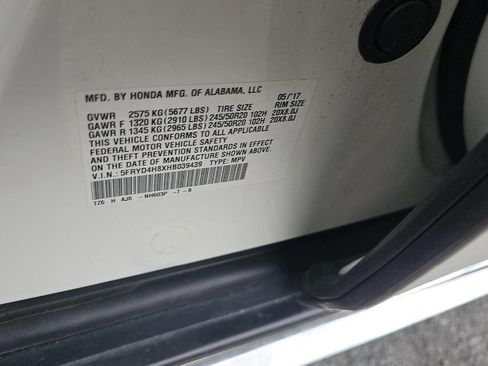 MFD. BY HONDA MFG. OF ALABAMA, LLC 05/'17
GVWR 2575 KG (5677 LBS) TIRE SIZE RIM SIZE
GAWR F 1320 KG (2910 LBS) 245/50R20 102H 20X8.0J
GAWR R 1345 KG (2965 LBS) 245/50R20 102H 20X8.0J
THIS VEHICLE CONFORMS TO ALL APPLICABLE
FEDERAL MOTOR VEHICLE SAFETY
STANDARDS IN EFFECT ON THE DATE OF MANUFACTURE SHOWN ABOVE.
V.I.N.: 5FRYD4H8XHB039439 TYPE: MPV
TZ6 H AJ6 - NH603P -T -B